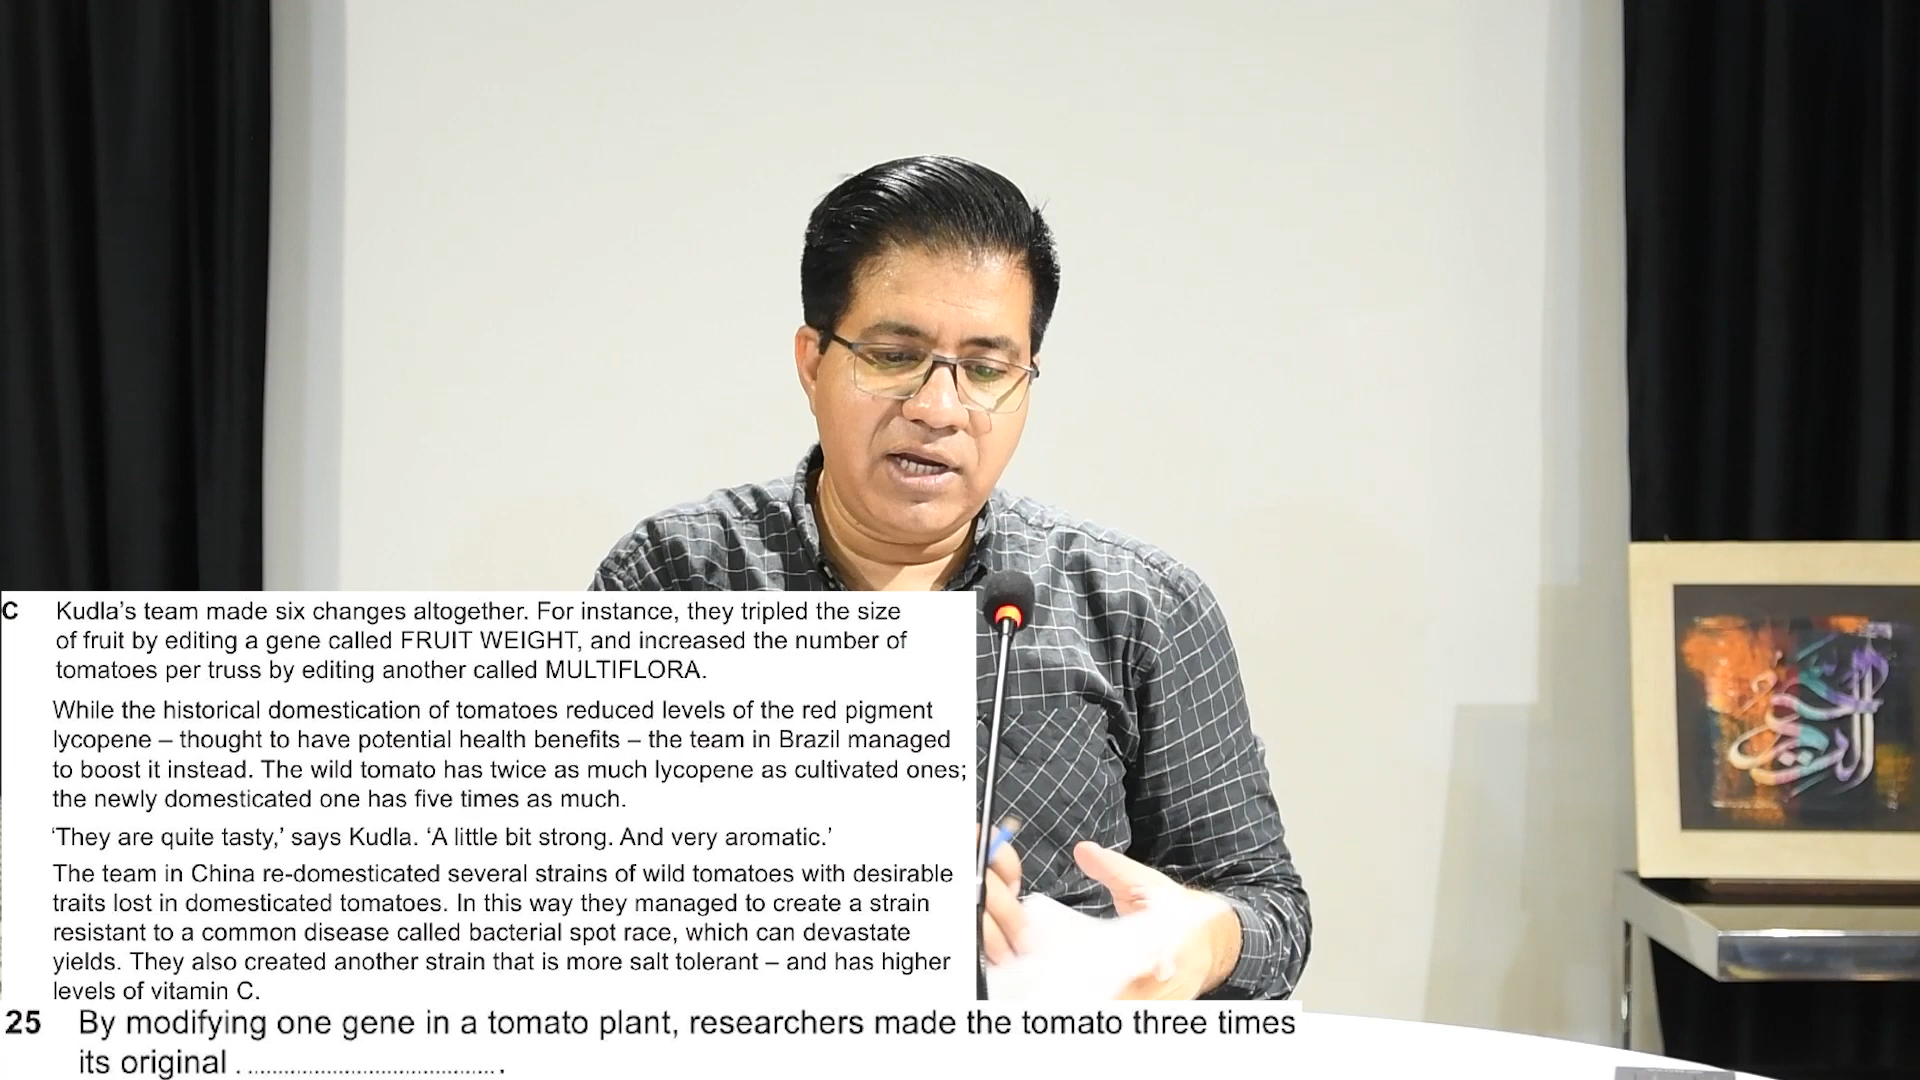 C Kudla’s team made six changes altogether. For instance, they tripled the size
of fruit by editing a gene called FRUIT WEIGHT, and increased the number of
tomatoes per truss by editing another called MULTIFLORA.
While the historical domestication of tomatoes reduced levels of the red pigment
lycopene – thought to have potential health benefits – the team in Brazil managed
to boost it instead. The wild tomato has twice as much lycopene as cultivated ones;
the newly domesticated one has five times as much.
‘They are quite tasty,’ says Kudla. ‘A little bit strong. And very aromatic.’
The team in China re-domesticated several strains of wild tomatoes with desirable
traits lost in domesticated tomatoes. In this way they managed to create a strain
resistant to a common disease called bacterial spot race, which can devastate
yields. They also created another strain that is more salt tolerant – and has higher
levels of vitamin C.
25 By modifying one gene in a tomato plant, researchers made the tomato three times
its original ........................................ .